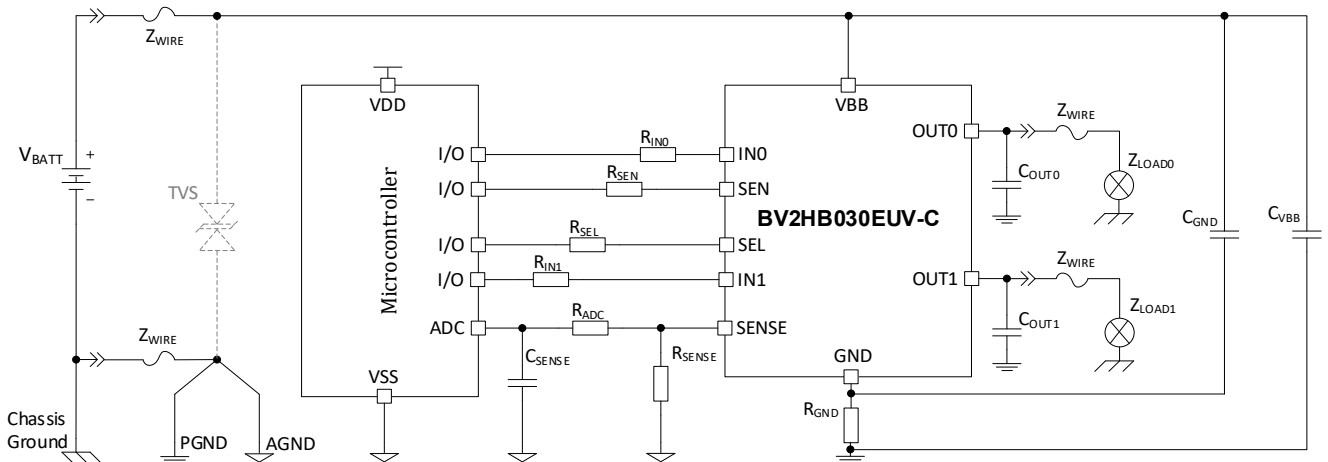 Z_WIRE
VDD
VBB
OUT0
Z_WIRE
V_BATT
+
−
TVS
I/O
R_IN0
IN0
C_OUT0
Z_LOAD0
I/O
R_SEN
SEN
Microcontroller
BV2HB030EUV-C
C_GND
C_VBB
I/O
R_SEL
SEL
I/O
R_IN1
IN1
OUT1
Z_WIRE
ADC
R_ADC
SENSE
C_OUT1
Z_LOAD1
Z_WIRE
C_SENSE
R_SENSE
GND
VSS
R_GND
Chassis
Ground
PGND
AGND